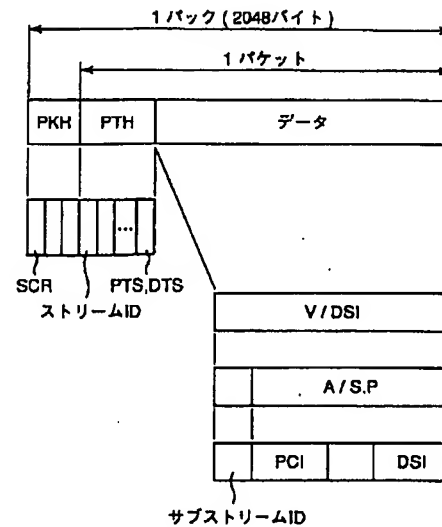 1 パック ( 2048バイト )
1 パケット
PKH PTH データ
...
SCR PTS,DTS
ストリームID
V / DSI
A / S.P
PCI DSI
サブストリームID